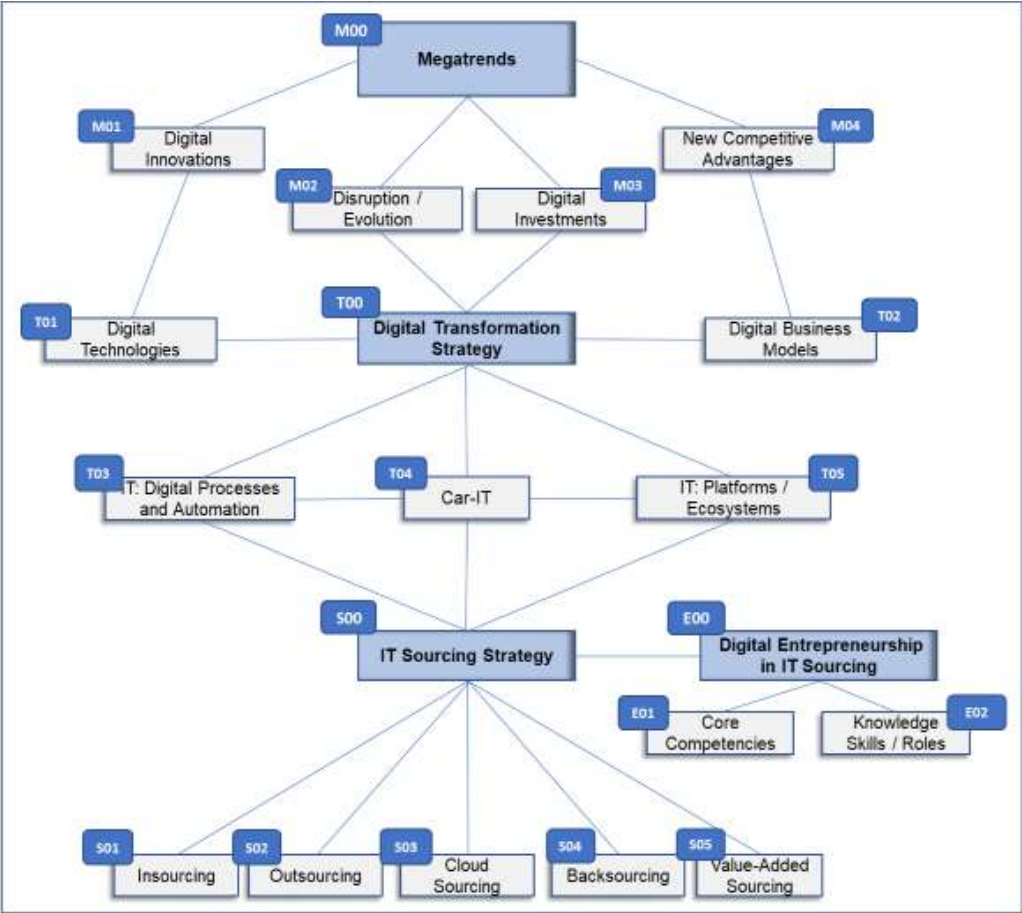 M00
Megatrends
M01
Digital
Innovations
M04
New Competitive
Advantages
M02
Disruption /
Evolution
M03
Digital
Investments
T00
Digital Transformation
Strategy
T01
Digital
Technologies
T02
Digital Business
Models
T03
IT: Digital Processes
and Automation
T04
Car-IT
T05
IT: Platforms /
Ecosystems
S00
IT Sourcing Strategy
E00
Digital Entrepreneurship
in IT Sourcing
E01
Core
Competencies
E02
Knowledge
Skills / Roles
S01
Insourcing
S02
Outsourcing
S03
Cloud
Sourcing
S04
Backsourcing
S05
Value-Added
Sourcing